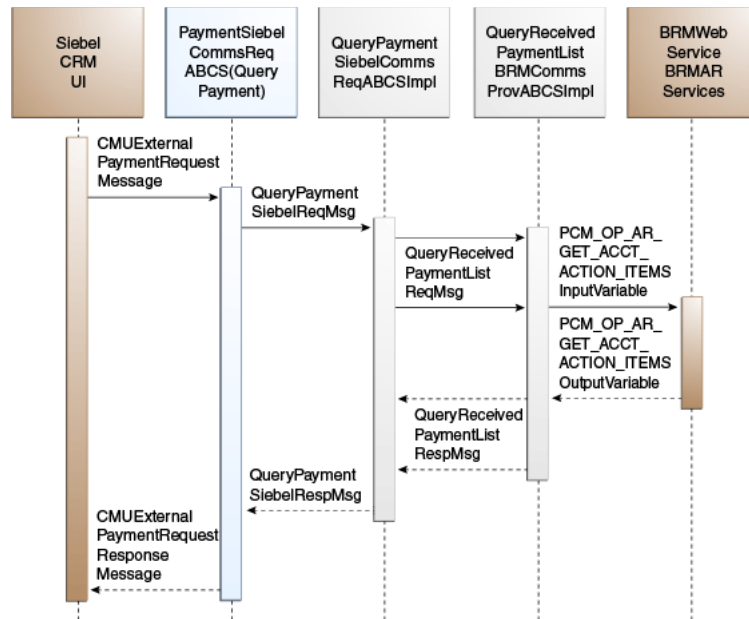 Siebel
CRM
UI
PaymentSiebel
CommsReq
ABCS(Query
Payment)
QueryPayment
SiebelComms
ReqABCSImpl
QueryReceived
PaymentList
BRMComms
ProvABCSImpl
BRMWeb
Service
BRMAR
Services
CMUExternal
PaymentRequest
Message
QueryPayment
SiebelReqMsg
QueryReceived
PaymentList
ReqMsg
PCM_OP_AR_
GET_ACCT_
ACTION_ITEMS
InputVariable
PCM_OP_AR_
GET_ACCT_
ACTION_ITEMS
OutputVariable
QueryReceived
PaymentList
RespMsg
QueryPayment
SiebelRespMsg
CMUExternal
PaymentRequest
Response
Message